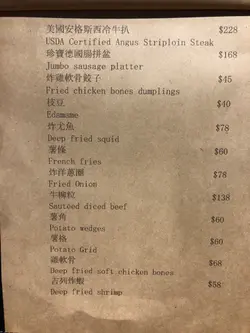 美國安格斯西冷牛扒 $228
USDA Certified Angus Striploin Steak
珍寶德國腸拼盆 $168
Jumbo sausage platter
炸雞軟骨餃子 $45
Fried chicken bones dumplings
枝豆 $40
Edamame
炸尤魚 $78
Deep fried squid
薯條 $60
French fries
炸洋蔥圈 $78
Fried Onion
牛柳粒 $138
Sauteed diced beef
薯角 $60
Potato wedges
薯格 $60
Potato Grid
雞軟骨 $68
Deep fried soft chicken bones
吉列炸蝦 $58
Deep fried shrimp